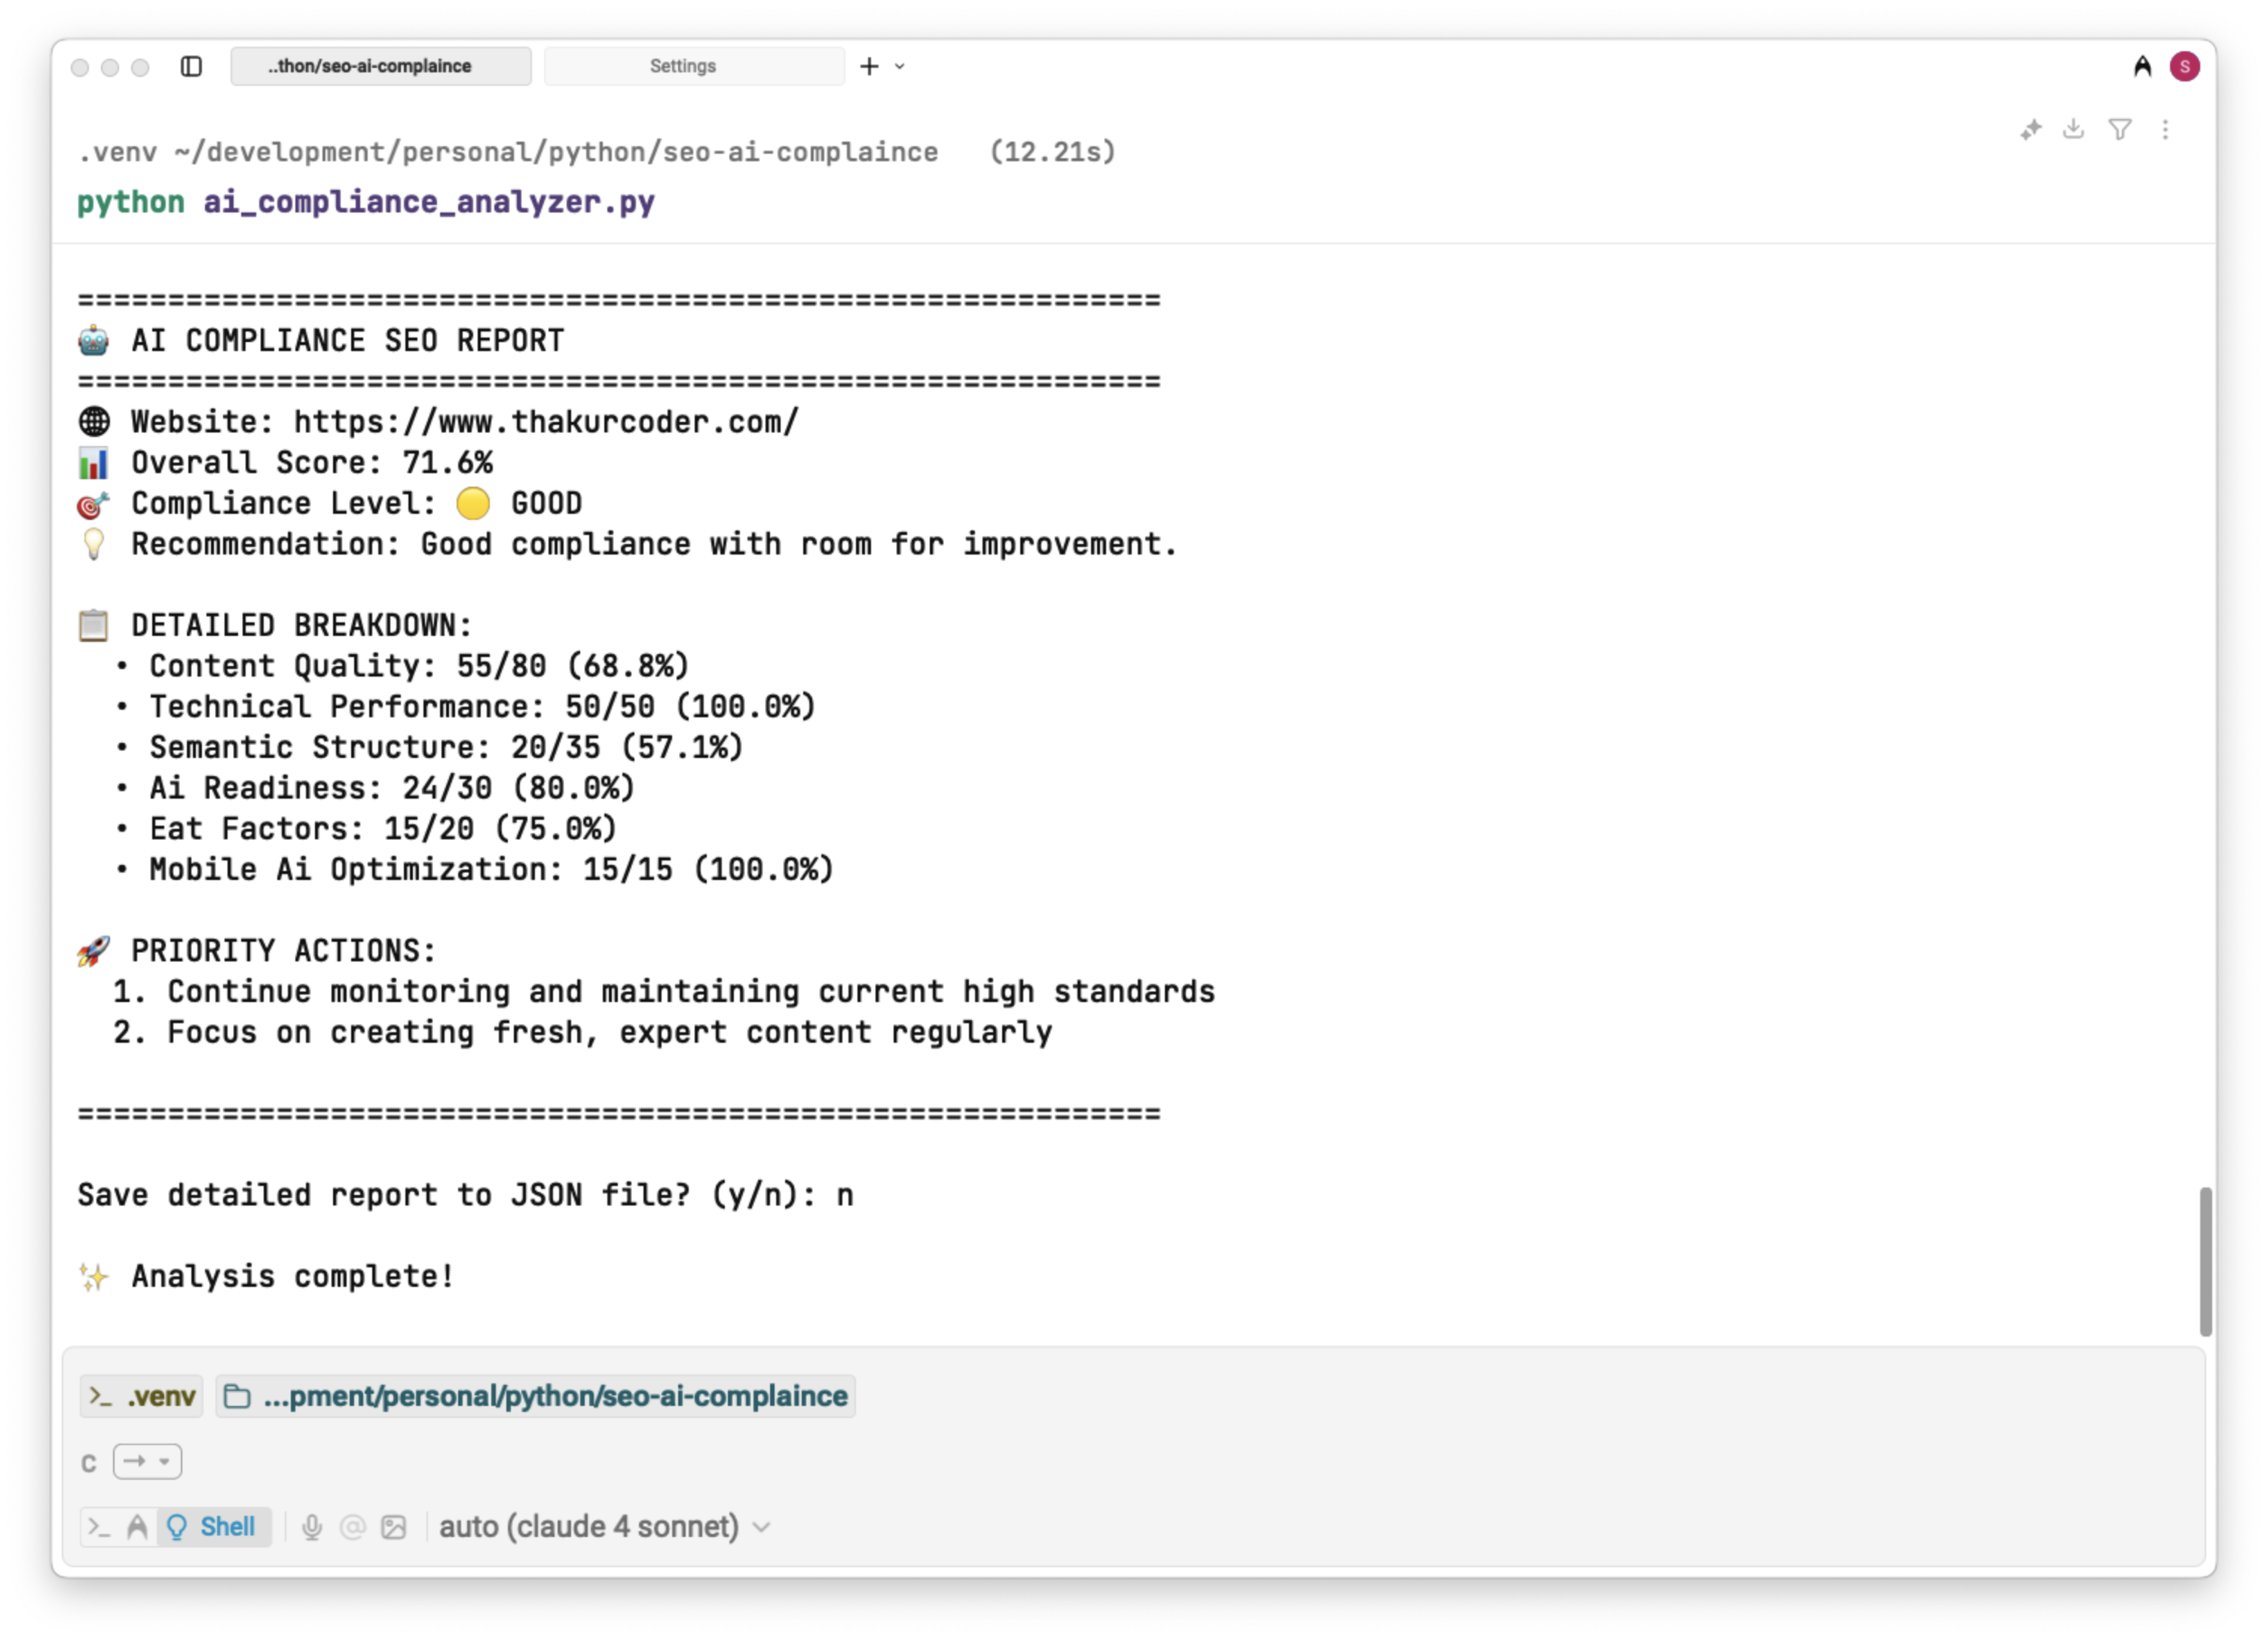 ..thon/seo-ai-complaince
Settings
S
.venv ~/development/personal/python/seo-ai-complaince (12.21s)
python ai_compliance_analyzer.py
============================================================
🤖 AI COMPLIANCE SEO REPORT
============================================================
🌐 Website: https://www.thakurcoder.com/
📊 Overall Score: 71.6%
🎯 Compliance Level: 🟡 GOOD
💡 Recommendation: Good compliance with room for improvement.
📋 DETAILED BREAKDOWN:
• Content Quality: 55/80 (68.8%)
• Technical Performance: 50/50 (100.0%)
• Semantic Structure: 20/35 (57.1%)
• Ai Readiness: 24/30 (80.0%)
• Eat Factors: 15/20 (75.0%)
• Mobile Ai Optimization: 15/15 (100.0%)
🚀 PRIORITY ACTIONS:
1. Continue monitoring and maintaining current high standards
2. Focus on creating fresh, expert content regularly
============================================================
Save detailed report to JSON file? (y/n): n
✨ Analysis complete!
>_ .venv …pment/personal/python/seo-ai-complaince
c
>_ Shell @ auto (claude 4 sonnet)